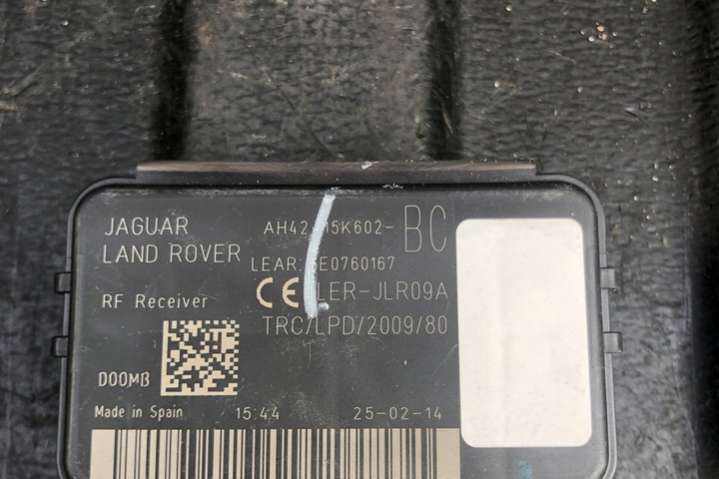 JAGUAR
LAND ROVER
AH42-15K602-BC
LEAR: 5E0760167
RF Receiver
CE LER-JLR09A
TRC/LPD/2009/80
D00MB
Made in Spain 15:44 25-02-14